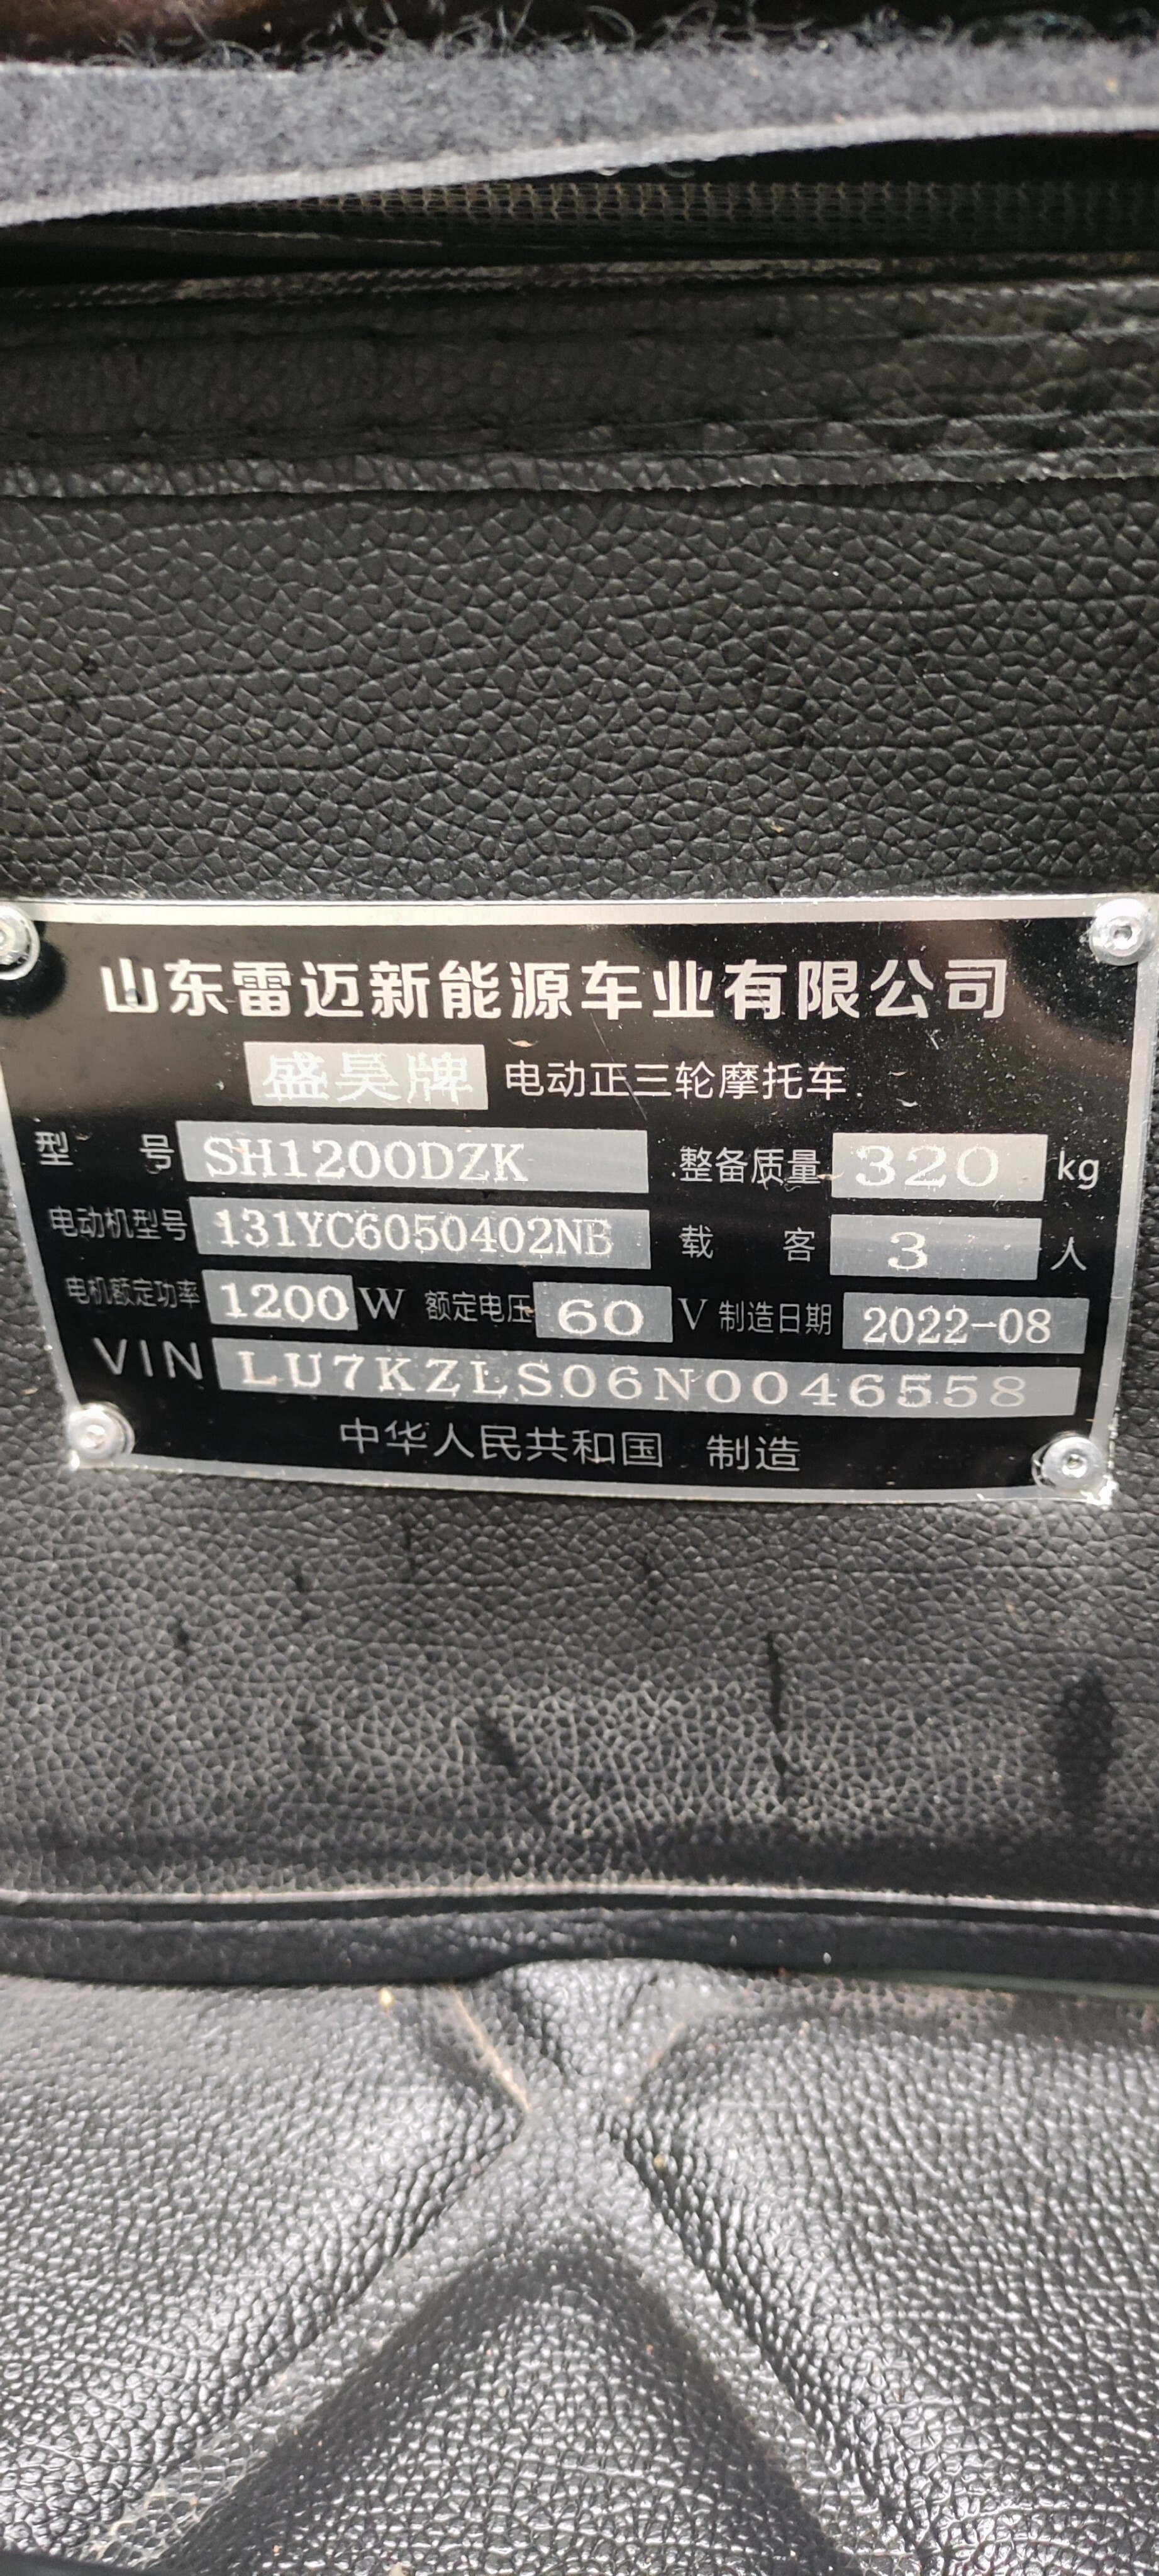 山东雷迈新能源车业有限公司
盛昊牌 电动正三轮摩托车
型 号 SH1200DZK 整备质量 320 kg
电动机型号 131YC6050402NB 载 客 3 人
电机额定功率 1200 W 额定电压 60 V 制造日期 2022-08
VIN LU7KZLS06N0046558
中华人民共和国 制造